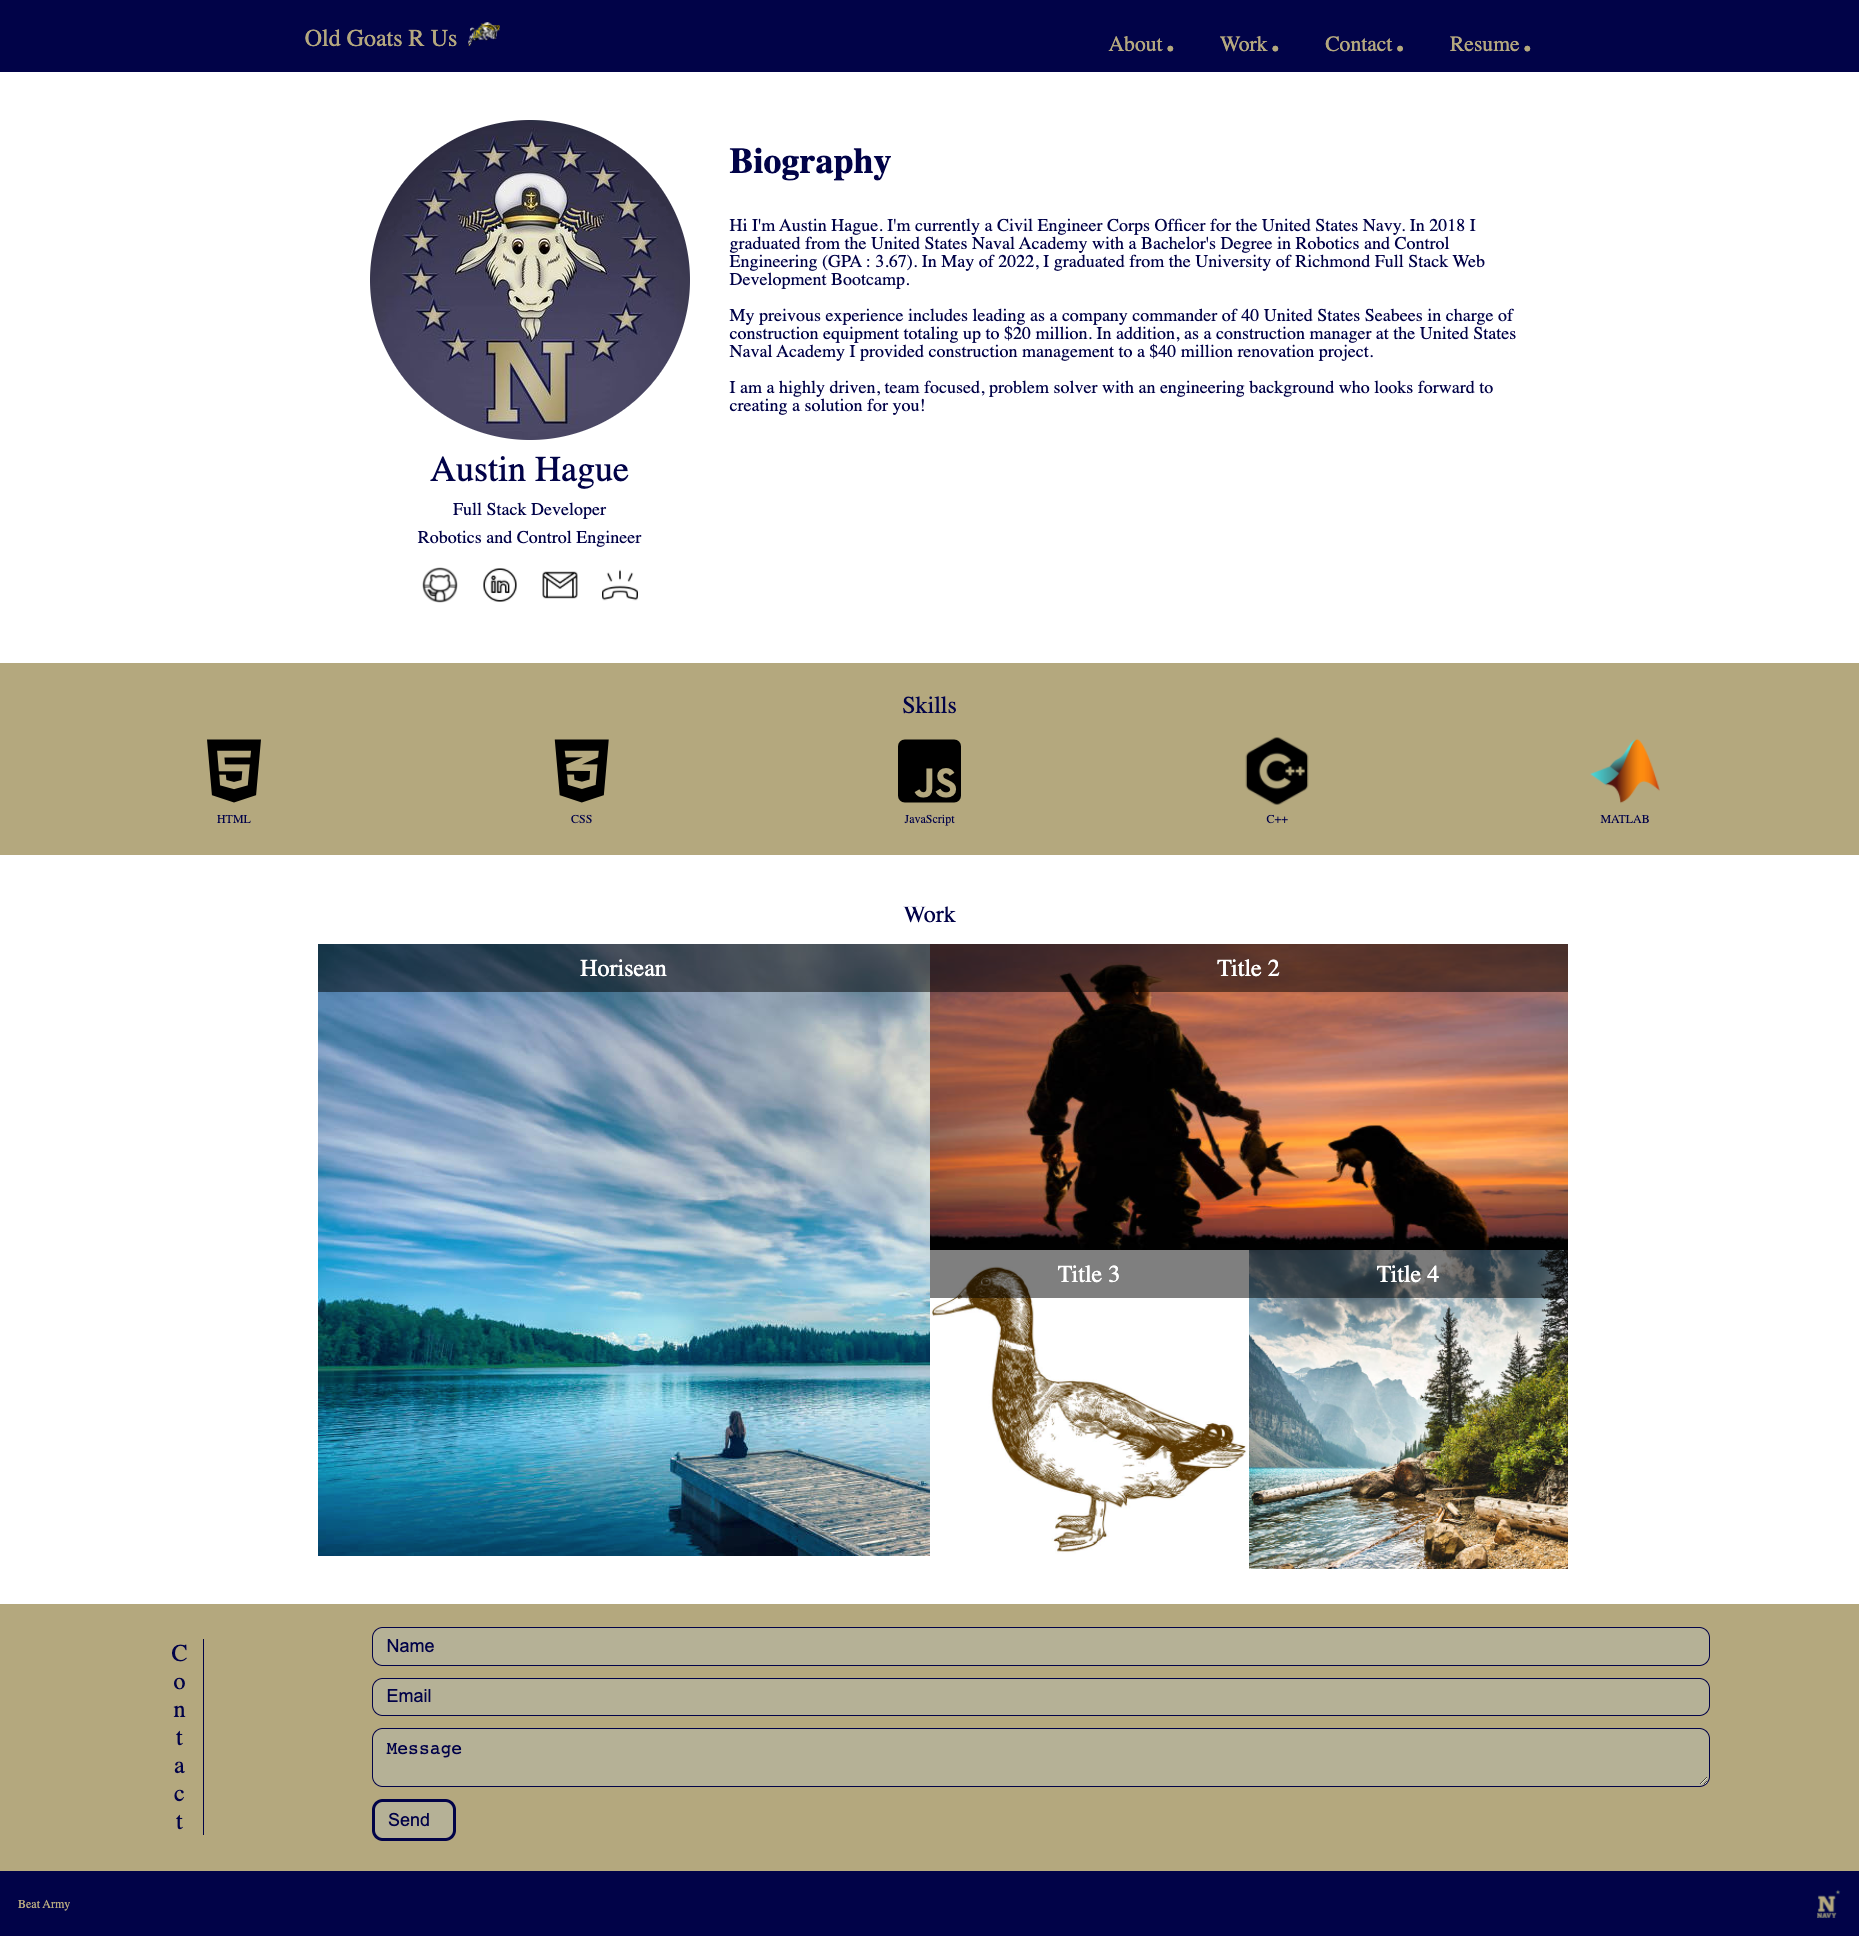 Old Goats R Us
About.
Work.
Contact.
Resume.
N
Biography
Hi I'm Austin Hague. I'm currently a Civil Engineer Corps Officer for the United States Navy. In 2018 I
graduated from the United States Naval Academy with a Bachelor's Degree in Robotics and Control
Engineering (GPA : 3.67). In May of 2022, I graduated from the University of Richmond Full Stack Web
Development Bootcamp.
My preivous experience includes leading as a company commander of 40 United States Seabees in charge of
construction equipment totaling up to $20 million. In addition, as a construction manager at the United States
Naval Academy I provided construction management to a $40 million renovation project.
I am a highly driven, team focused, problem solver with an engineering background who looks forward to
creating a solution for you!
Austin Hague
Full Stack Developer
Robotics and Control Engineer
in
Skills
5
3
JS
C++
HTML
CSS
JavaScript
C++
MATLAB
Work
Horisean
Title 2
Title 3
Title 4
Contact
Name
Email
Message
Send
Beat Army
N
NAVY